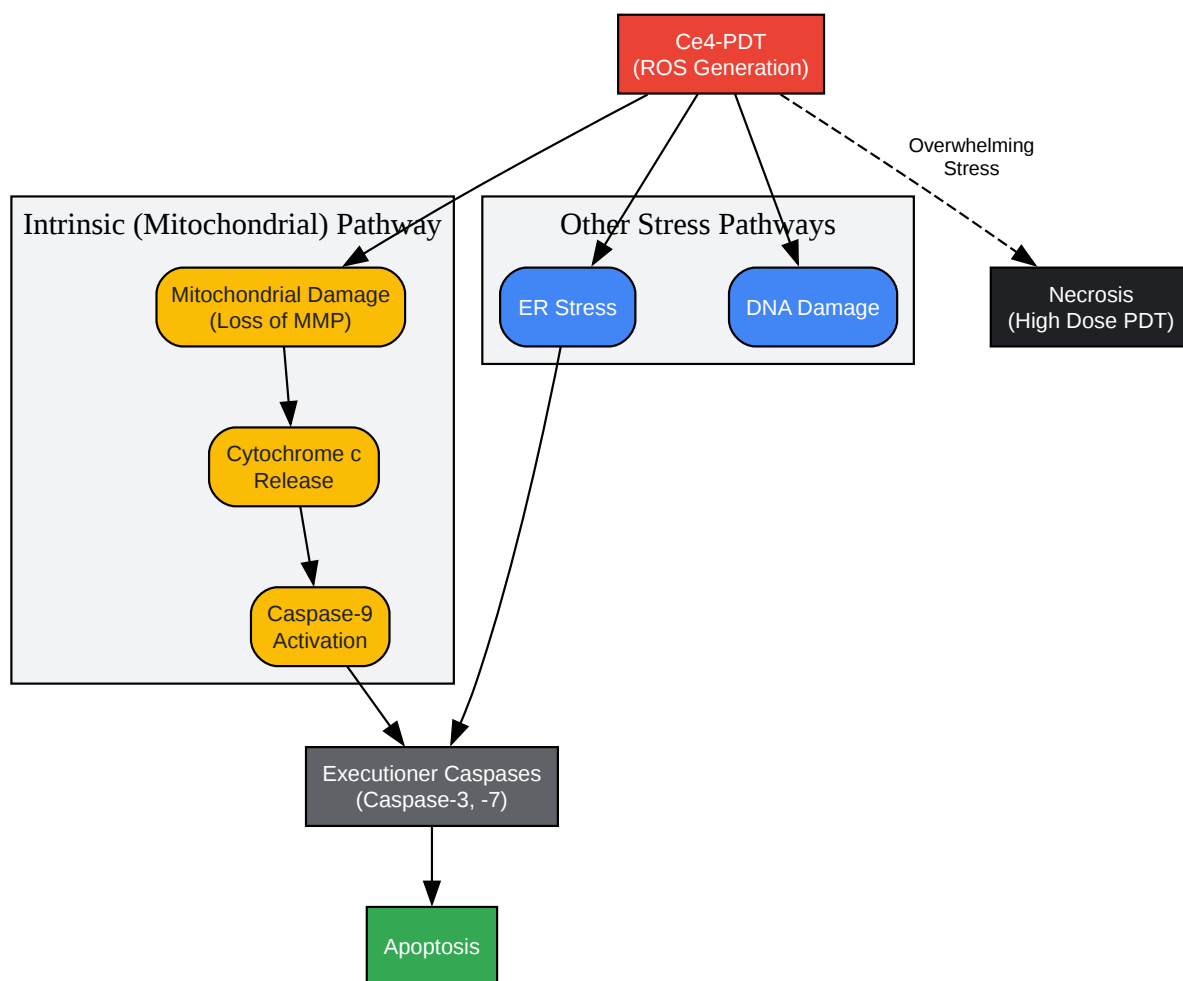 Ce4-PDT
(ROS Generation)
Overwhelming
Stress
Intrinsic (Mitochondrial) Pathway
Other Stress Pathways
Mitochondrial Damage
(Loss of MMP)
ER Stress
DNA Damage
Necrosis
(High Dose PDT)
Cytochrome c
Release
Caspase-9
Activation
Executioner Caspases
(Caspase-3, -7)
Apoptosis